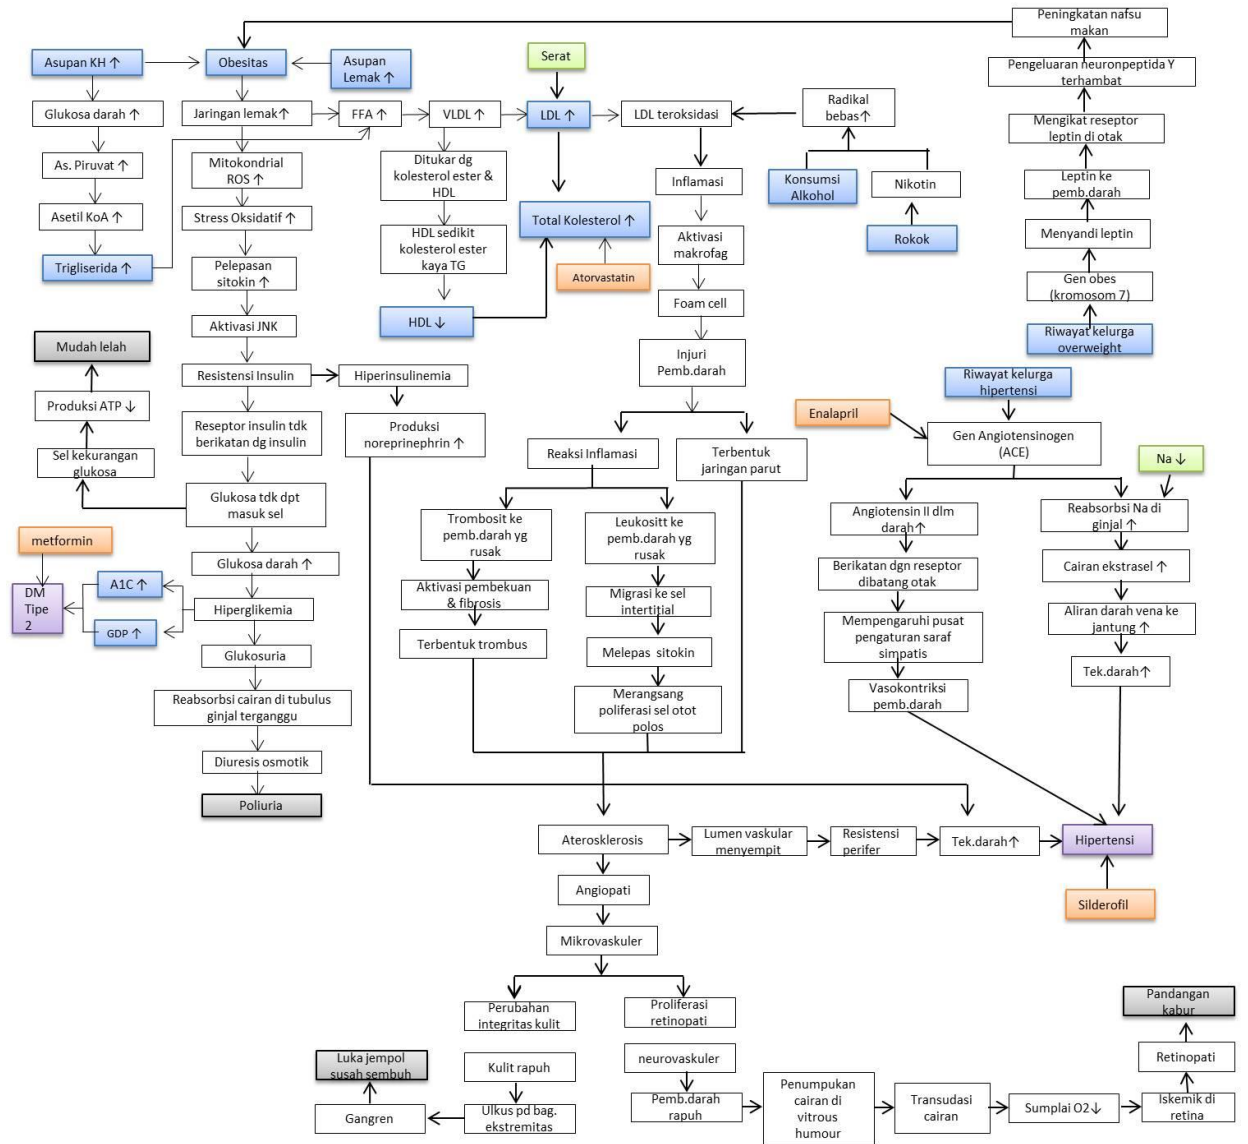 Peningkatan nafsu
makan
Asupan KH ↑
Obesitas
Asupan
Lemak ↑
Serat
Pengeluaran neuronpeptida Y
terhambat
Glukosa darah ↑
Jaringan lemak↑
FFA ↑
VLDL ↑
LDL ↑
LDL teroksidasi
Radikal
bebas↑
Mengikat reseptor
leptin di otak
As. Piruvat ↑
Mitokondrial
ROS ↑
Ditukar dg
kolesterol ester
& HDL
Inflamasi
Konsumsi
Alkohol
Nikotin
Leptin ke
pemb.darah
Asetil KoA ↑
Stress Oksidatif ↑
Total Kolesterol ↑
Aktivasi
makrofag
Rokok
Menyandi leptin
Trigliserida ↑
Pelepasan
sitokin ↑
HDL sedikit
kolesterol ester
kaya TG
Atorvastatin
Foam cell
Gen obes
(kromosom 7)
Aktivasi JNK
HDL ↓
Injuri
Pemb.darah
Riwayat kelurga
overweight
Mudah lelah
Resistensi Insulin
Hiperinsulinemia
Riwayat kelurga
hipertensi
Produksi ATP ↓
Reseptor insulin tdk
berikatan dg insulin
Produksi
noreprinephrin ↑
Enalapril
Gen Angiotensinogen
(ACE)
Sel kekurangan
glukosa
Reaksi Inflamasi
Terbentuk
jaringan parut
Na ↓
Glukosa tdk dpt
masuk sel
Trombosit ke
pemb.darah yg
rusak
Leukositt ke
pemb.darah yg
rusak
Angiotensin II dlm
darah↑
Reabsorbsi Na di
ginjal ↑
metformin
Glukosa darah ↑
Berikatan dgn reseptor
dibatang otak
Cairan ekstrasel ↑
DM
Tipe
2
A1C ↑
GDP ↑
Hiperglikemia
Aktivasi pembekuan
& fibrosis
Migrasi ke sel
intertitial
Mempengaruhi pusat
pengaturan saraf
simpatis
Aliran darah vena ke
jantung ↑
Glukosuria
Terbentuk trombus
Melepas sitokin
Vasokontriksi
pemb.darah
Tek.darah↑
Reabsorbsi cairan di tubulus
ginjal terganggu
Merangsang
poliferasi sel otot
polos
Diuresis osmotik
Poliuria
Aterosklerosis
Lumen vaskular
menyempit
Resistensi
perifer
Tek.darah↑
Hipertensi
Angiopati
Silderofil
Mikrovaskuler
Perubahan
integritas kulit
Proliferasi
retinopati
Pandangan
kabur
Luka jempol
susah sembuh
Kulit rapuh
neurovaskuler
Retinopati
Gangren
Ulkus pd bag.
ekstremitas
Pemb.darah
rapuh
Penumpukan
cairan di
vitrous
humour
Transudasi
cairan
Sumplai O2↓
Iskemik di
retina